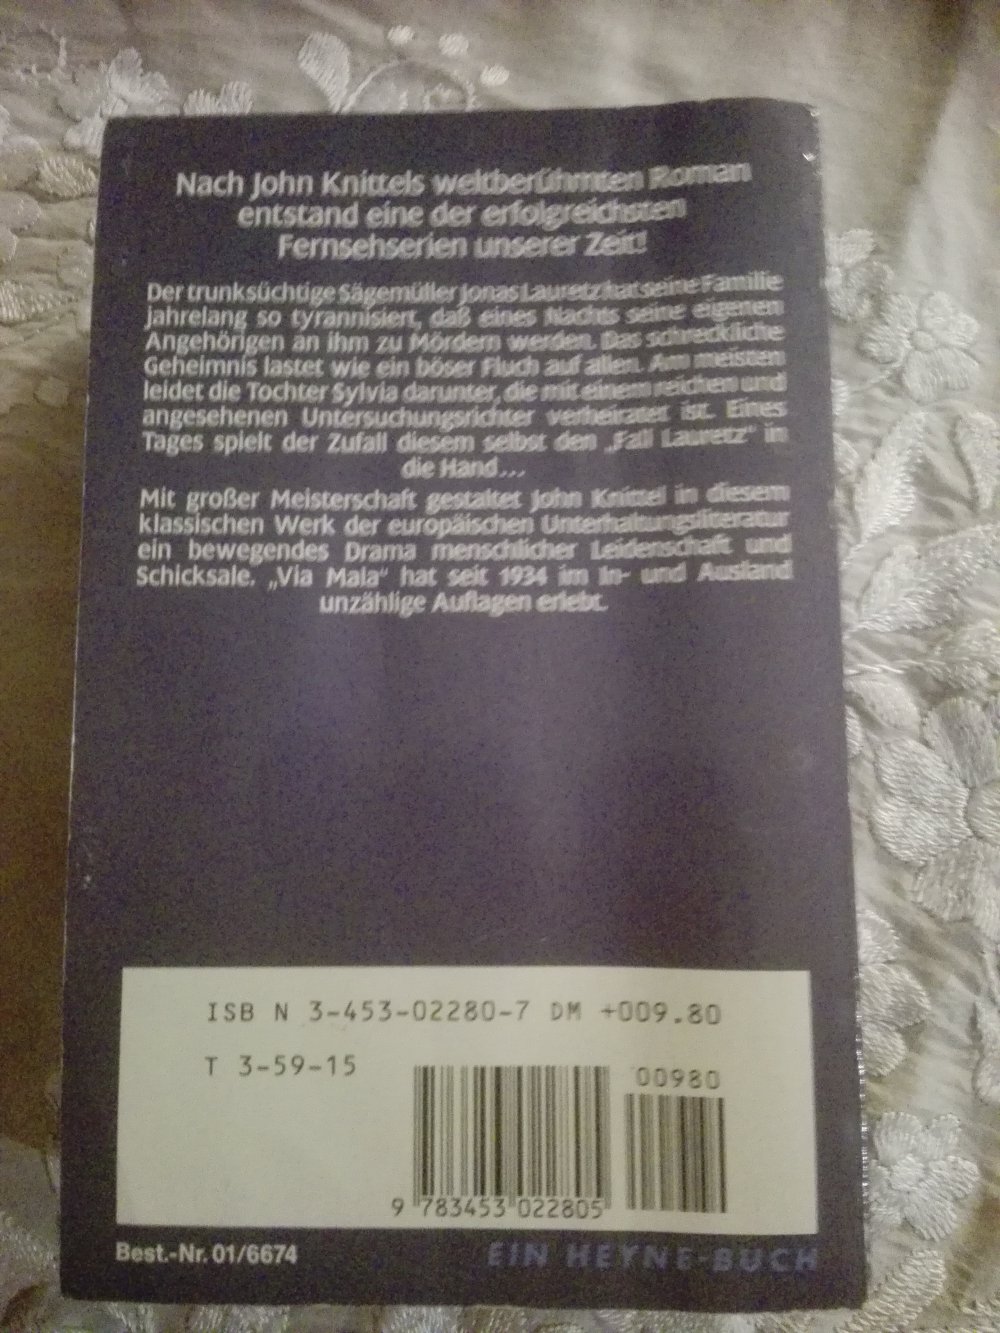 Nach John Knittels weltberühmten Roman
entstand eine der erfolgreichsten
Fernsehserien unserer Zeit!
Der trunksüchtige Sägemüller Jonas Lauretz hat seine Familie
jahrelang so tyrannisiert, daß eines Nachts seine eigenen
Angehörigen an ihm zu Mördern werden. Das schreckliche
Geheimnis lastet wie ein böser Fluch auf allen. Am meisten
leidet die Tochter Sylvia darunter, die mit einem reichen und
angesehenen Untersuchungsrichter verheiratet ist. Eines
Tages spielt der Zufall diesem selbst den „Fall Lauretz“ in
die Hand...
Mit großer Meisterschaft gestaltet John Knittel in diesem
klassischen Werk der europäischen Unterhaltungsliteratur
ein bewegendes Drama menschlicher Leidenschaft und
Schicksale. „Via Mala“ hat seit 1934 im In- und Ausland
unzählige Auflagen erlebt.
ISB N 3-453-02280-7 DM +009.80
T 3-59-15
00980
9 783453 022805
Best.-Nr. 01/6674
EIN HEYNE-BUCH